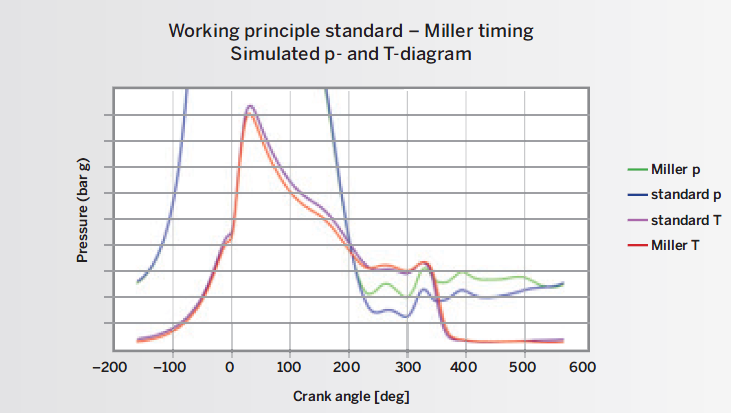 Working principle standard – Miller timing
Simulated p- and T-diagram
Pressure (bar g)
Miller p
standard p
standard T
Miller T
−200 −100 0 100 200 300 400 500 600
Crank angle [deg]